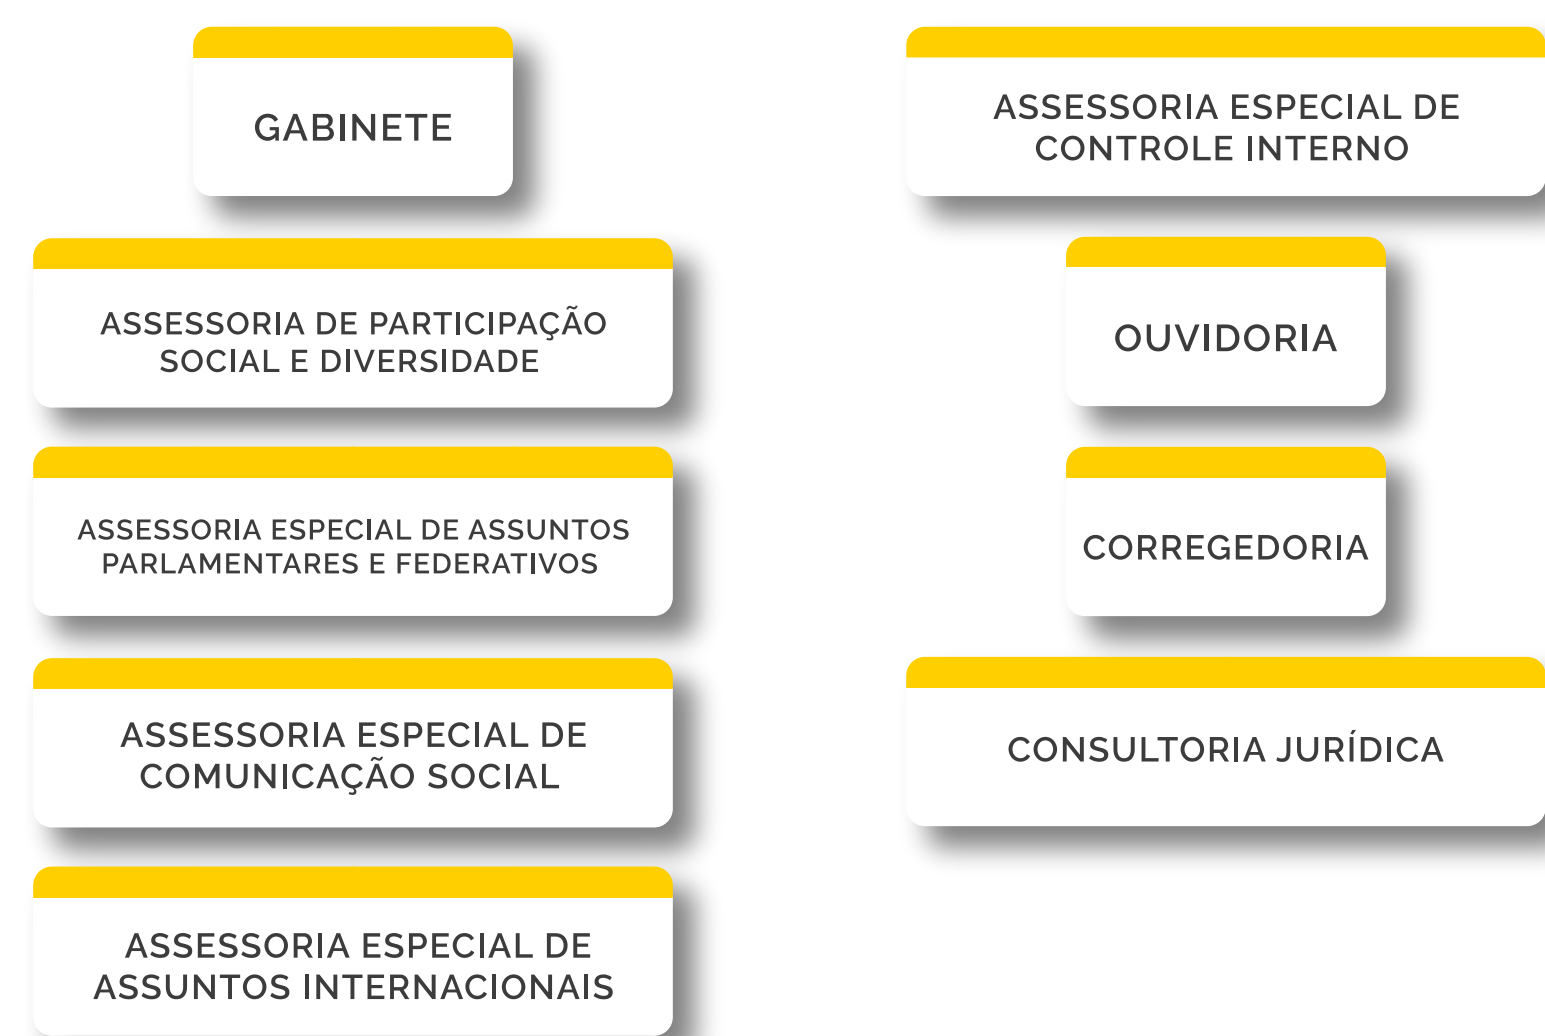 GABINETE
ASSESSORIA DE PARTICIPAÇÃO
SOCIAL E DIVERSIDADE
ASSESSORIA ESPECIAL DE ASSUNTOS
PARLAMENTARES E FEDERATIVOS
ASSESSORIA ESPECIAL DE
COMUNICAÇÃO SOCIAL
ASSESSORIA ESPECIAL DE
ASSUNTOS INTERNACIONAIS
ASSESSORIA ESPECIAL DE
CONTROLE INTERNO
OUVIDORIA
CORREGEDORIA
CONSULTORIA JURÍDICA